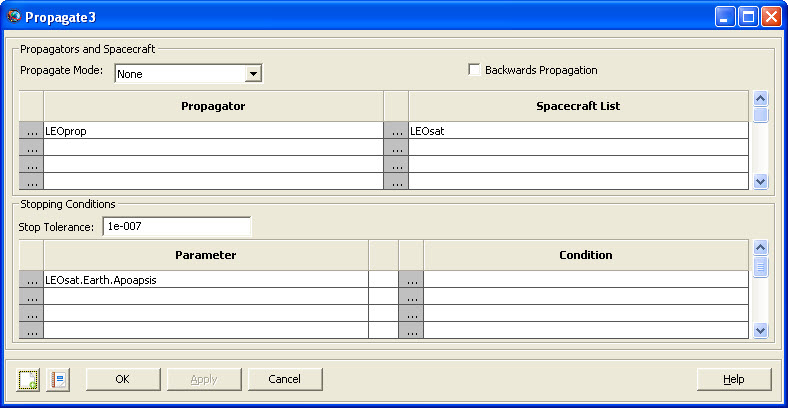 Propagate3
Propagators and Spacecraft
Propagate Mode: None Backwards Propagation
Propagator Spacecraft List
... LEOprop ... LEOsat
... ...
... ...
... ...
Stopping Conditions
Stop Tolerance: 1e-007
Parameter Condition
... LEOsat.Earth.Apoapsis ...
... ...
... ...
... ...
OK Apply Cancel Help